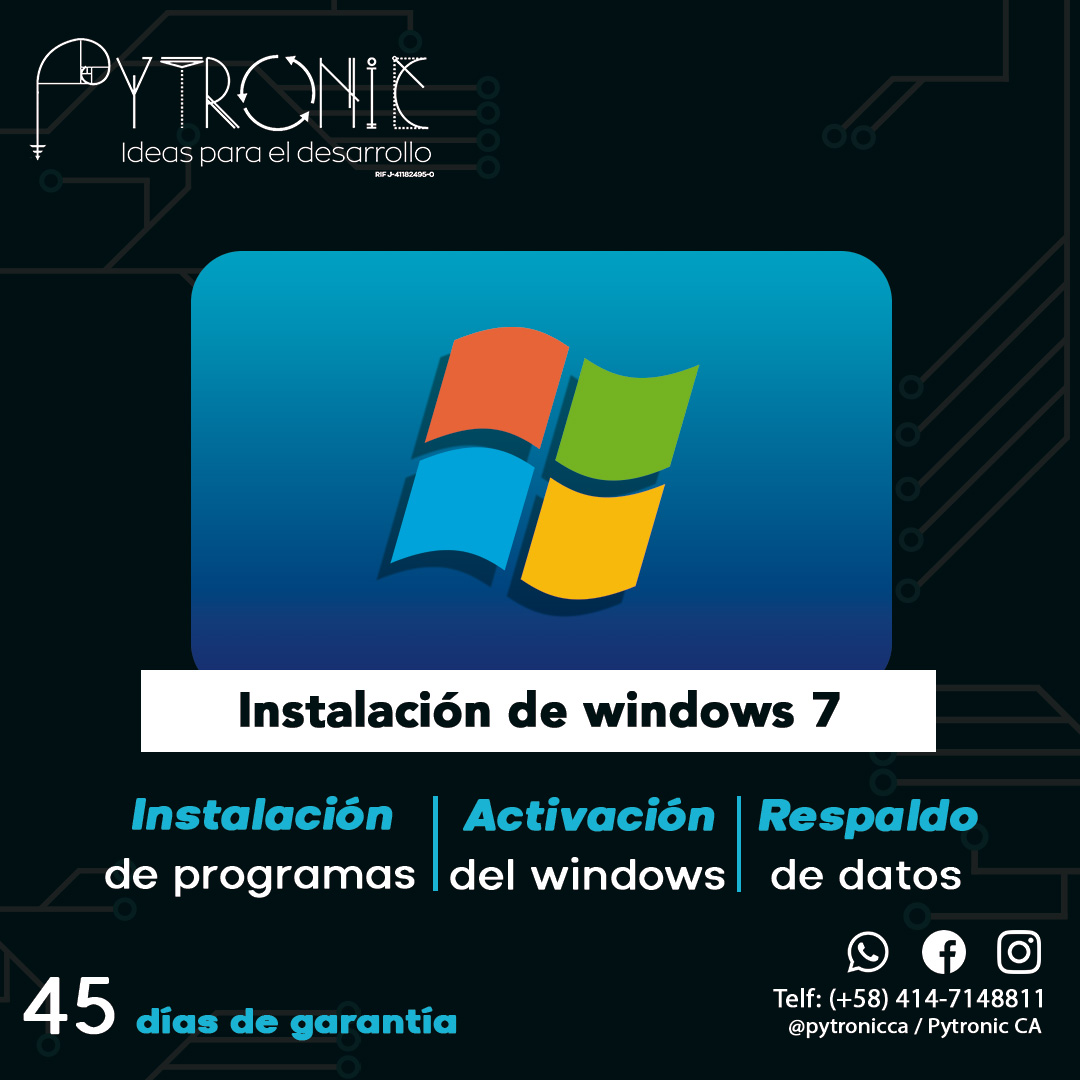 PYTRONIC
Ideas para el desarrollo
RIF J-41182495-0
Instalación de windows 7
Instalación
de programas
Activación
del windows
Respaldo
de datos
45 días de garantía
Telf: (+58) 414-7148811
@pytronicca / Pytronic CA